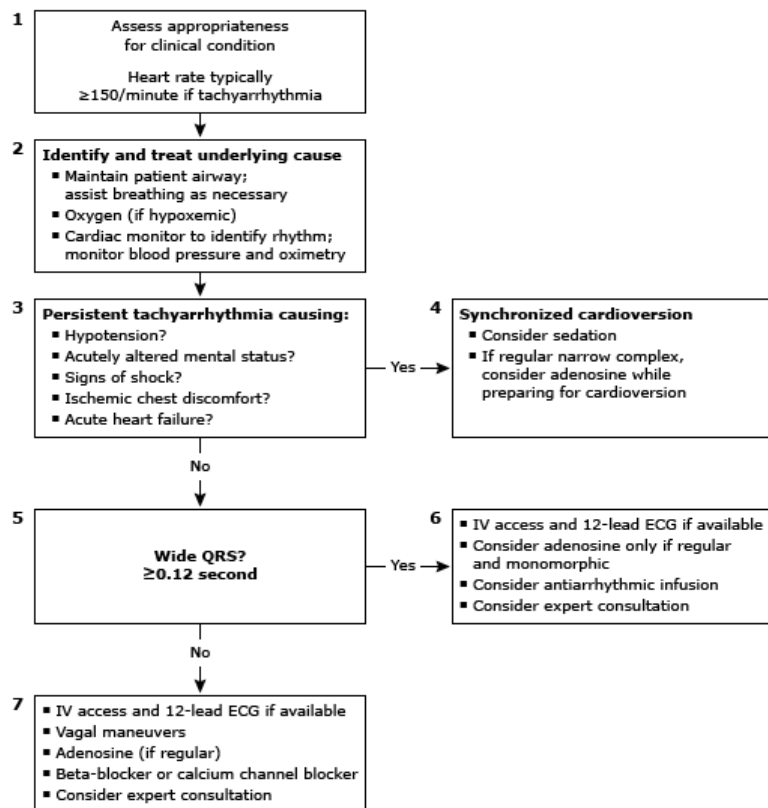 1
Assess appropriateness
for clinical condition
Heart rate typically
≥150/minute if tachyarrhythmia
2
Identify and treat underlying cause
▪ Maintain patient airway;
assist breathing as necessary
▪ Oxygen (if hypoxemic)
▪ Cardiac monitor to identify rhythm;
monitor blood pressure and oximetry
3
Persistent tachyarrhythmia causing:
▪ Hypotension?
▪ Acutely altered mental status?
▪ Signs of shock?
▪ Ischemic chest discomfort?
▪ Acute heart failure?
Yes
4
Synchronized cardioversion
▪ Consider sedation
▪ If regular narrow complex,
consider adenosine while
preparing for cardioversion
No
5
Wide QRS?
≥0.12 second
Yes
6
▪ IV access and 12-lead ECG if available
▪ Consider adenosine only if regular
and monomorphic
▪ Consider antiarrhythmic infusion
▪ Consider expert consultation
No
7
▪ IV access and 12-lead ECG if available
▪ Vagal maneuvers
▪ Adenosine (if regular)
▪ Beta-blocker or calcium channel blocker
▪ Consider expert consultation